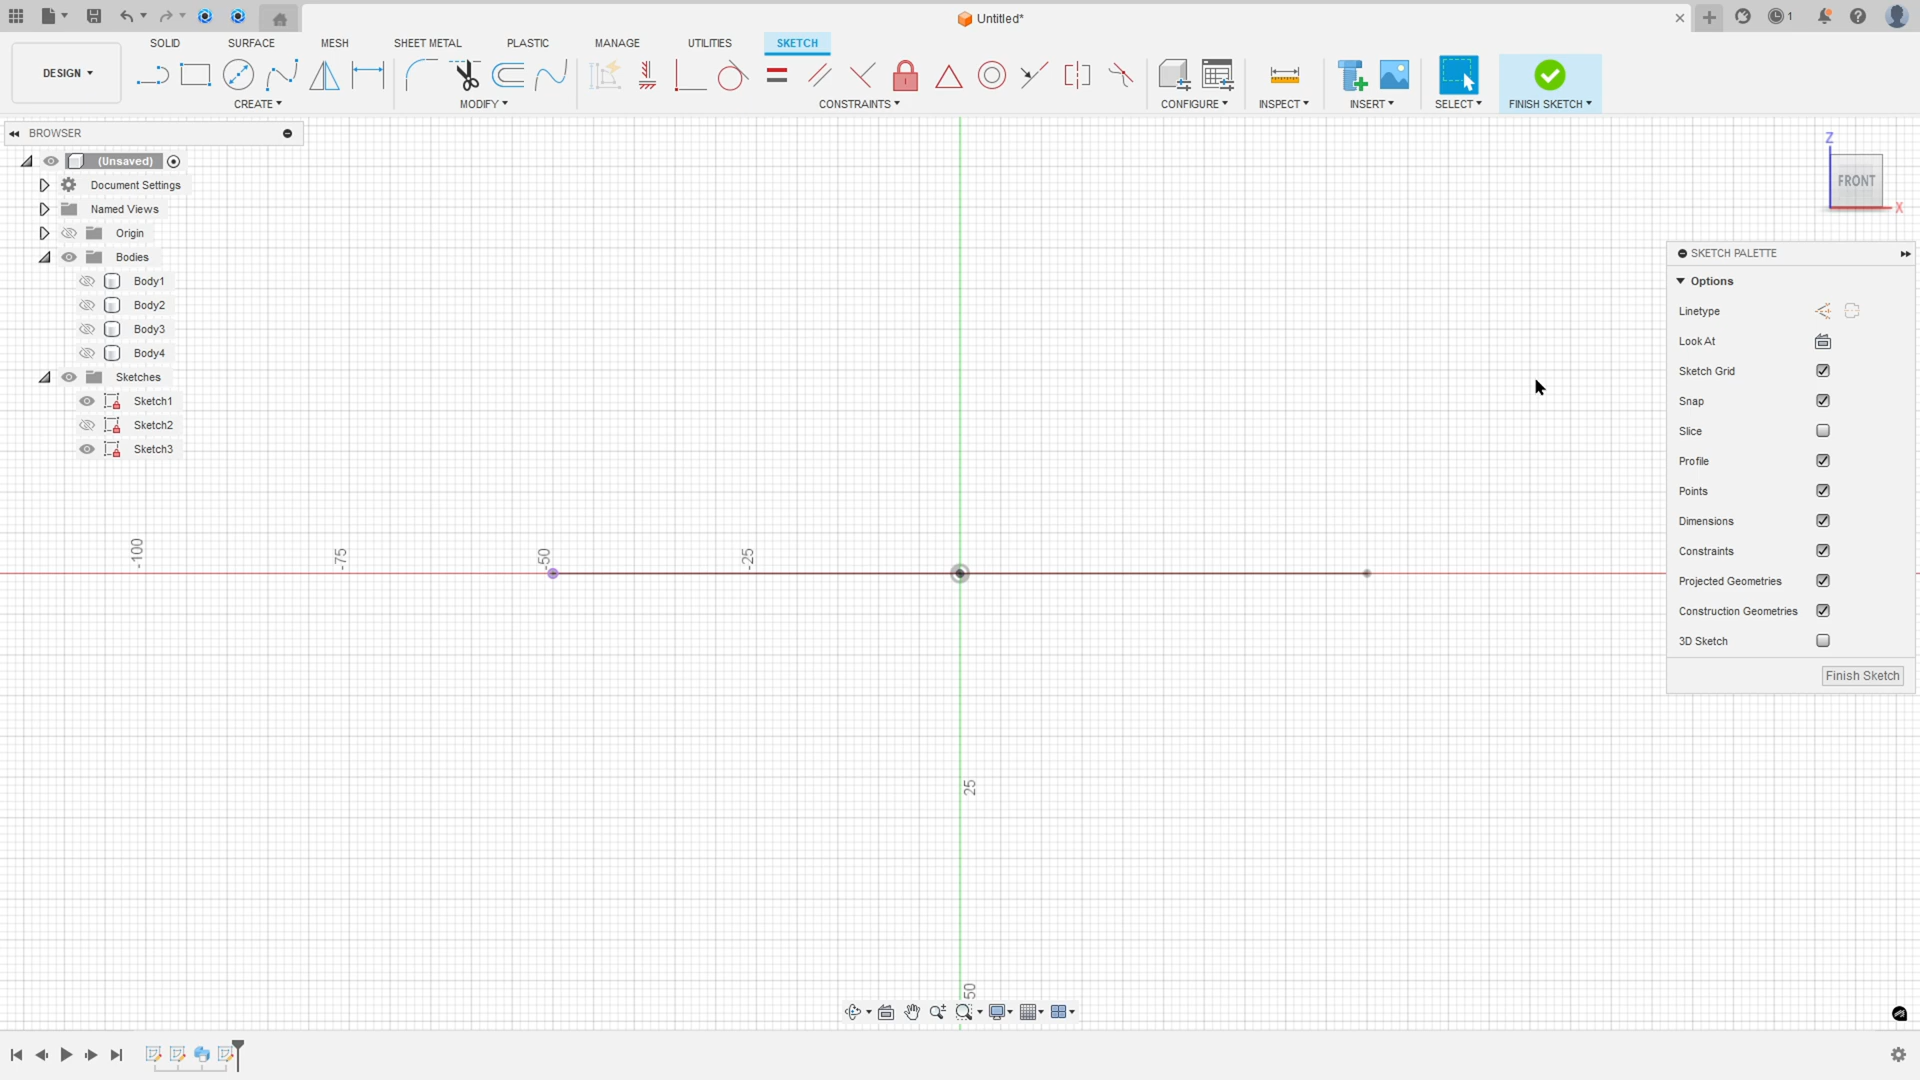 Untitled*
1
SOLID
SURFACE
MESH
SHEET METAL
PLASTIC
MANAGE
UTILITIES
SKETCH
DESIGN
CREATE
MODIFY
CONSTRAINTS
CONFIGURE
INSPECT
INSERT
SELECT
FINISH SKETCH
BROWSER
(Unsaved)
Document Settings
Named Views
Origin
Bodies
Body1
Body2
Body3
Body4
Sketches
Sketch1
Sketch2
Sketch3
Z
FRONT
X
SKETCH PALETTE
Options
Linetype
Look At
Sketch Grid
Snap
Slice
Profile
Points
Dimensions
Constraints
Projected Geometries
Construction Geometries
3D Sketch
Finish Sketch
-100
-75
-50
-25
25
50